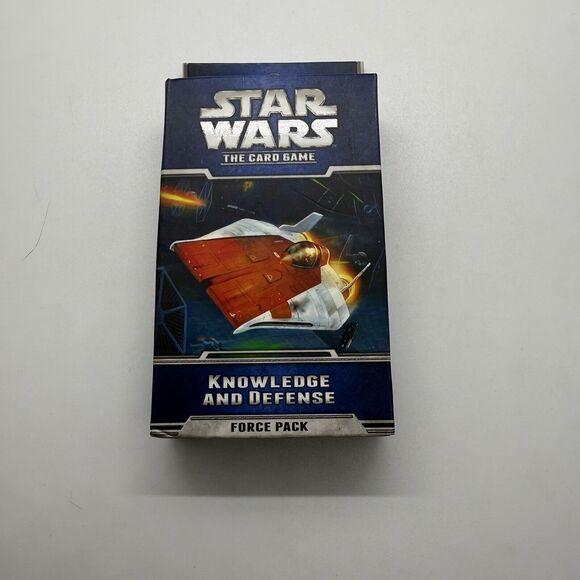 STAR
WARS
THE CARD GAME
KNOWLEDGE
AND DEFENSE
FORCE PACK